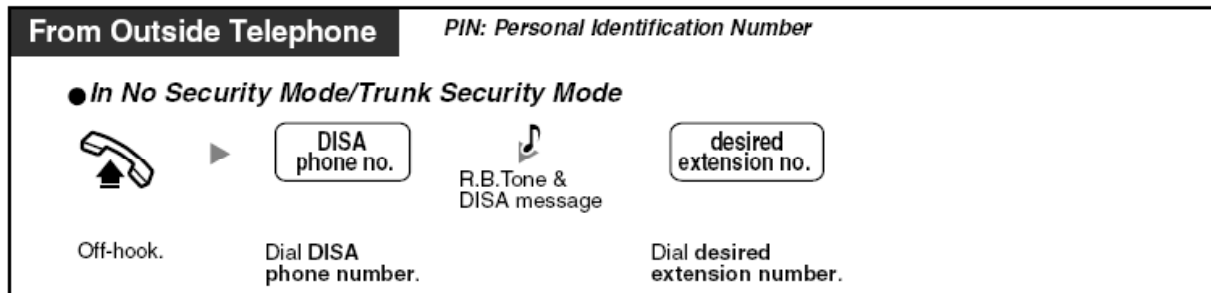 From Outside Telephone
PIN: Personal Identification Number
●In No Security Mode/Trunk Security Mode
DISA
phone no.
R.B.Tone &
DISA message
desired
extension no.
Off-hook.
Dial DISA
phone number.
Dial desired
extension number.